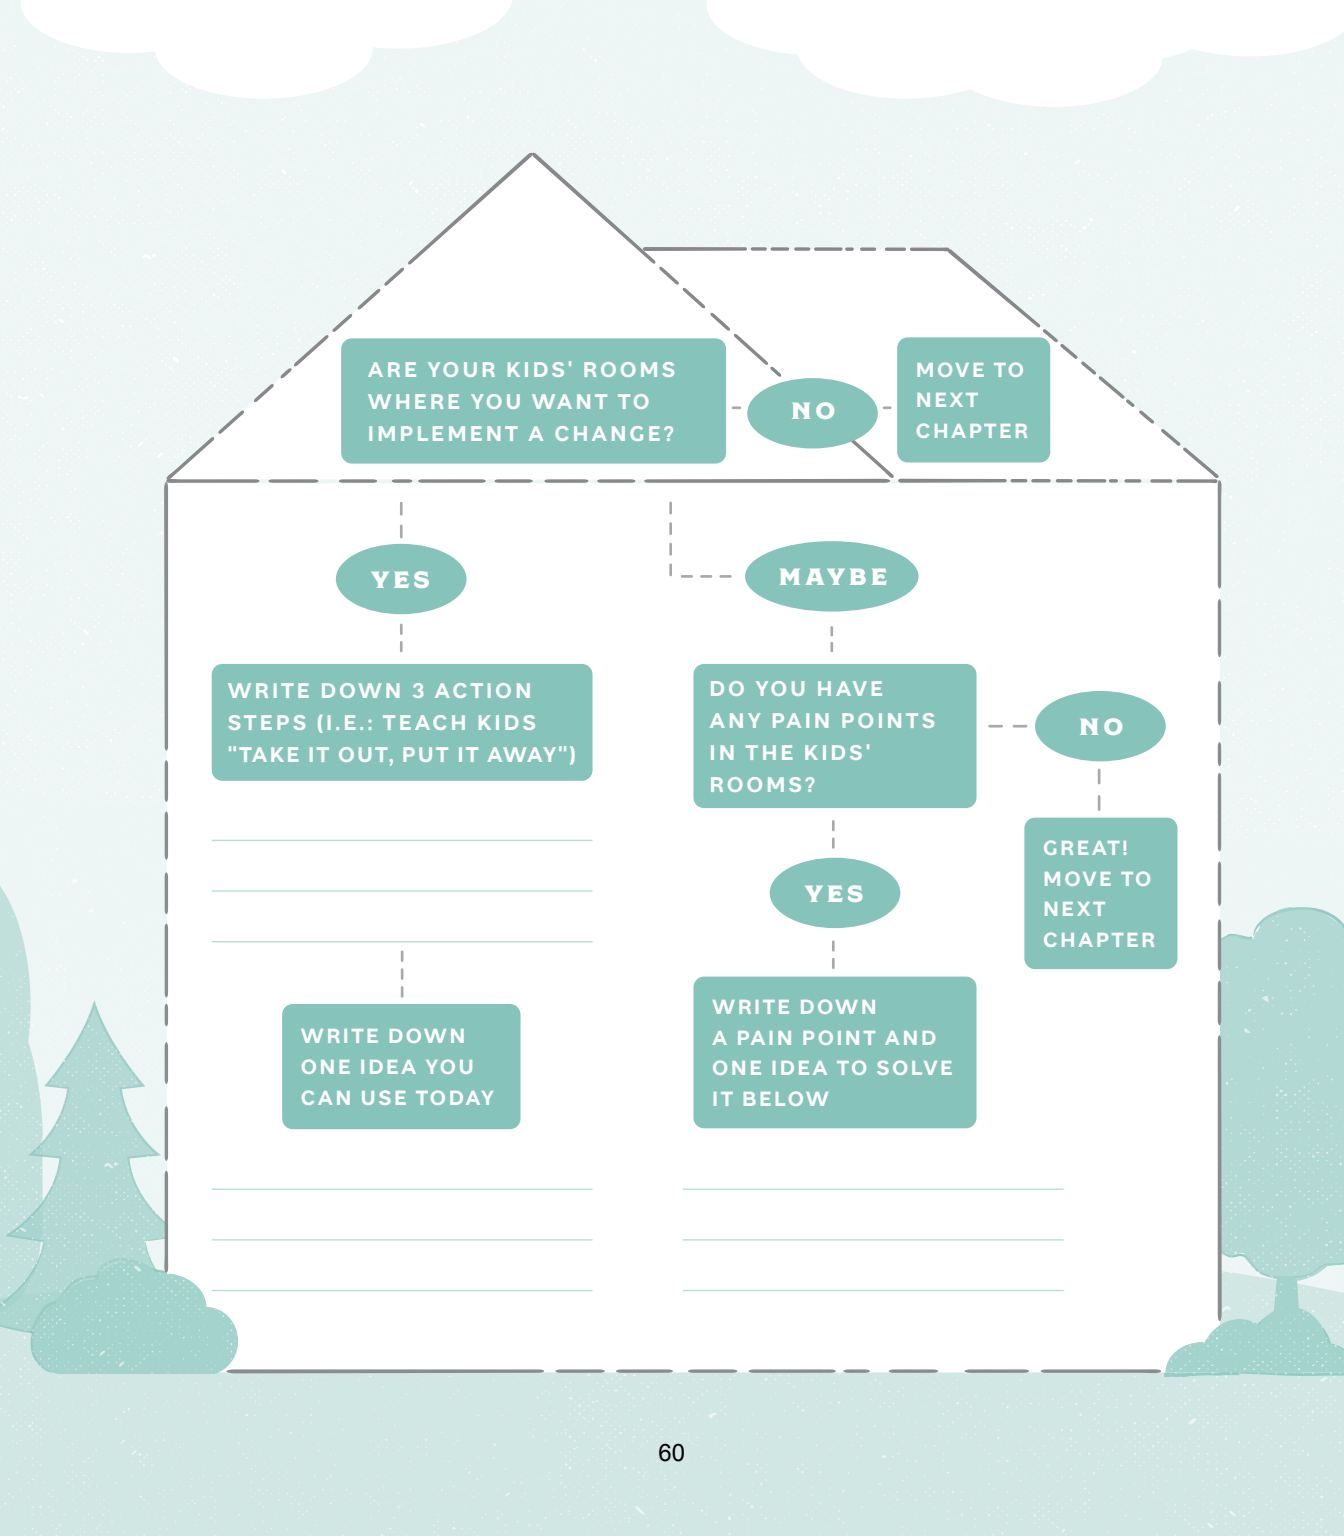 ARE YOUR KIDS' ROOMS
WHERE YOU WANT TO
IMPLEMENT A CHANGE?
NO
MOVE TO
NEXT
CHAPTER
YES
WRITE DOWN 3 ACTION
STEPS (I.E.: TEACH KIDS
"TAKE IT OUT, PUT IT AWAY")
WRITE DOWN
ONE IDEA YOU
CAN USE TODAY
MAYBE
DO YOU HAVE
ANY PAIN POINTS
IN THE KIDS'
ROOMS?
NO
GREAT!
MOVE TO
NEXT
CHAPTER
YES
WRITE DOWN
A PAIN POINT AND
ONE IDEA TO SOLVE
IT BELOW
60